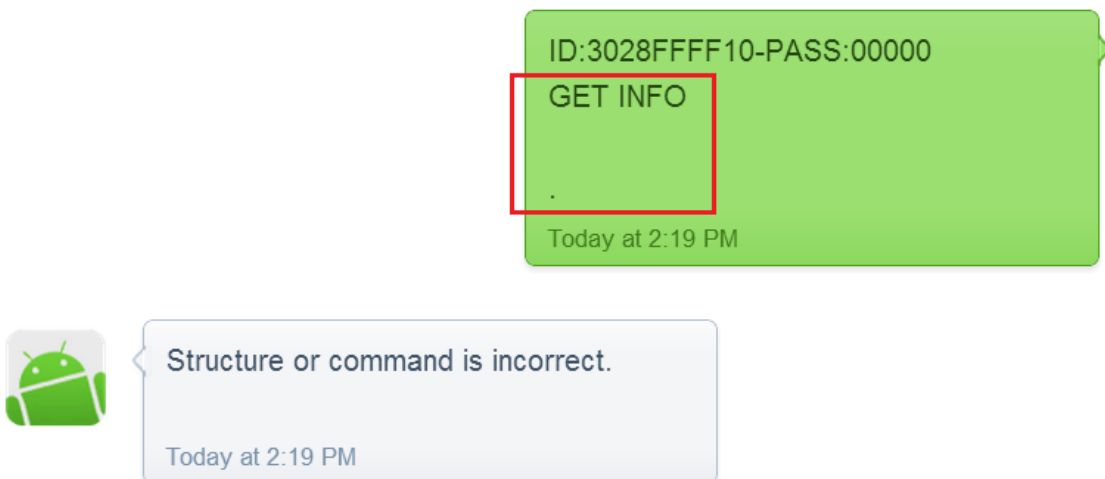 ID:3028FFFF10-PASS:00000
GET INFO
.
Today at 2:19 PM
Structure or command is incorrect.
Today at 2:19 PM